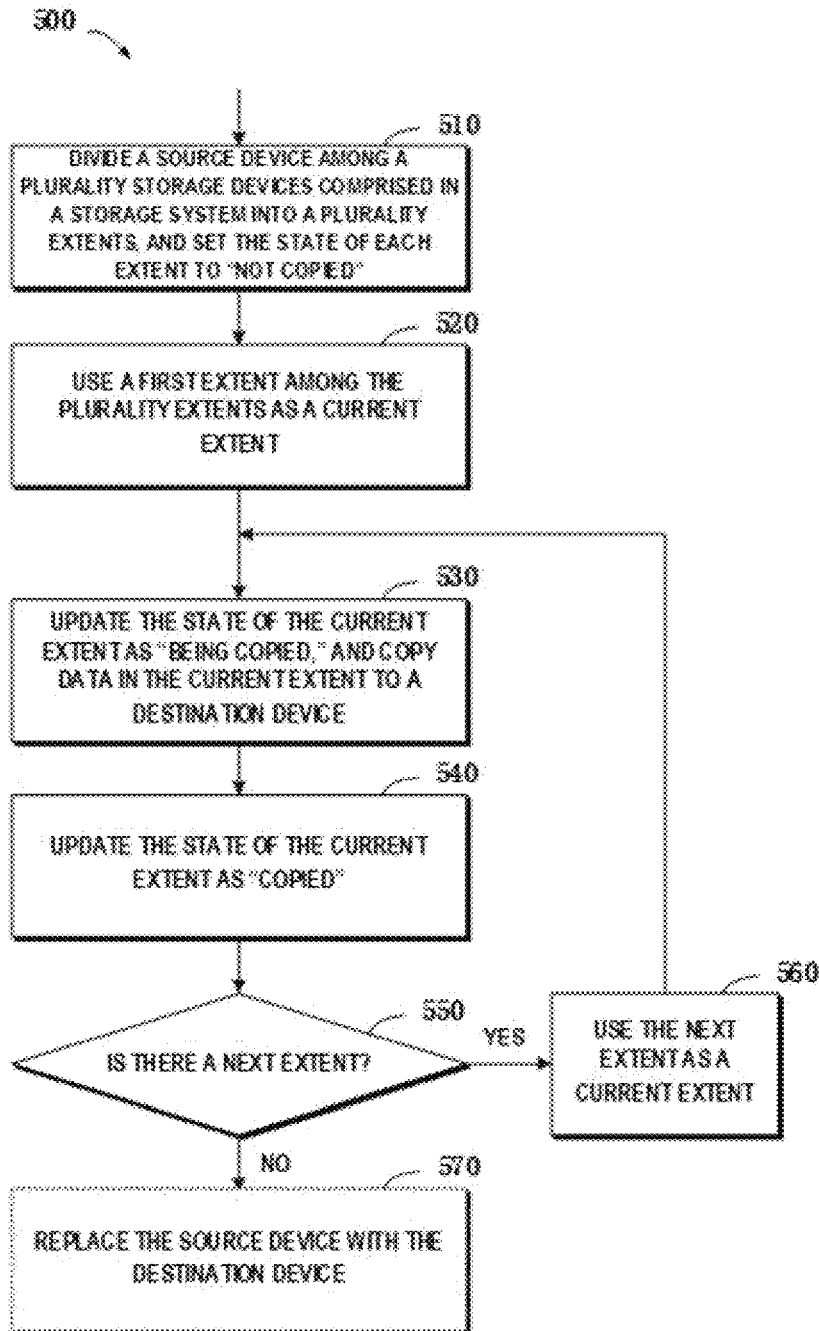 500
510
DIVIDE A SOURCE DEVICE AMONG A
PLURALITY STORAGE DEVICES COMPRISED IN
A STORAGE SYSTEM INTO A PLURALITY
EXTENTS, AND SET THE STATE OF EACH
EXTENT TO "NOT COPIED"
520
USE A FIRST EXTENT AMONG THE
PLURALITY EXTENTS AS A CURRENT
EXTENT
530
UPDATE THE STATE OF THE CURRENT
EXTENT AS "BEING COPIED," AND COPY
DATA IN THE CURRENT EXTENT TO A
DESTINATION DEVICE
540
UPDATE THE STATE OF THE CURRENT
EXTENT AS "COPIED"
550
IS THERE A NEXT EXTENT?
YES
560
USE THE NEXT
EXTENT AS A
CURRENT EXTENT
NO
570
REPLACE THE SOURCE DEVICE WITH THE
DESTINATION DEVICE